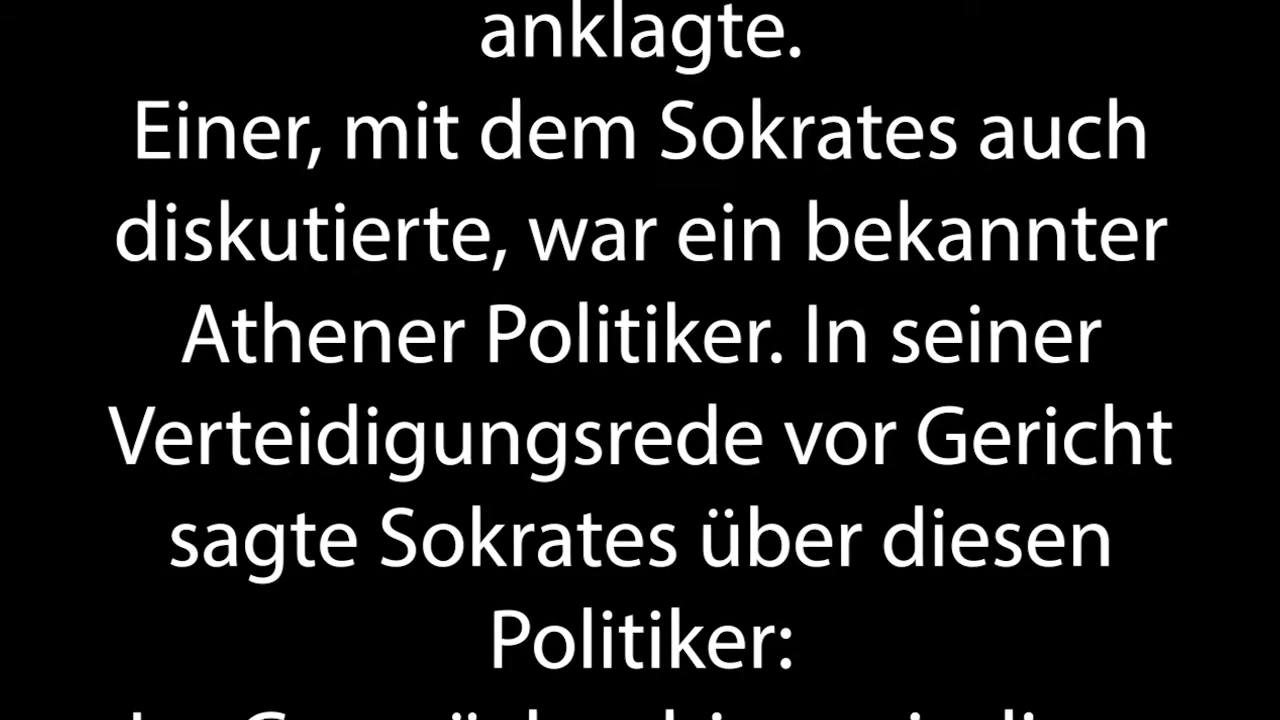 anklagte.
Einer, mit dem Sokrates auch
diskutierte, war ein bekannter
Athener Politiker. In seiner
Verteidigungsrede vor Gericht
sagte Sokrates über diesen
Politiker: